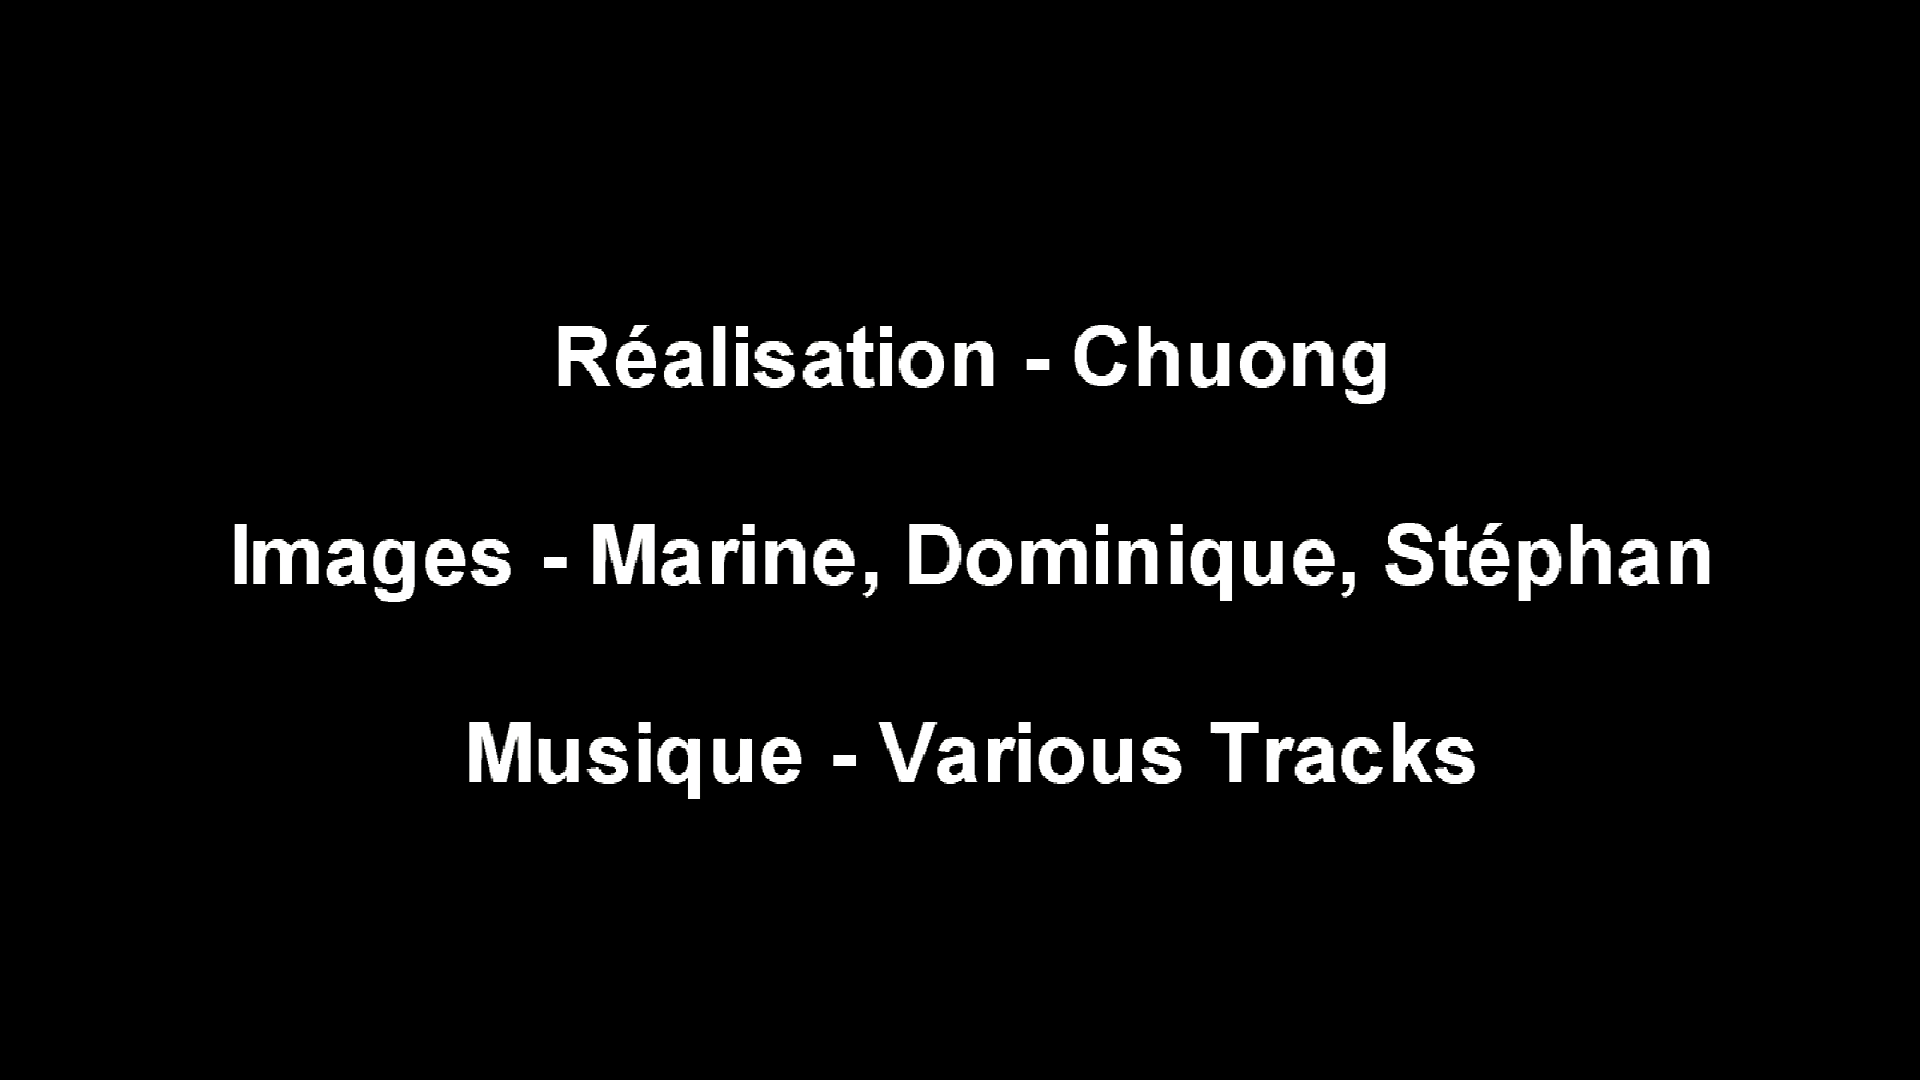 Réalisation - Chuong
Images - Marine, Dominique, Stéphan
Musique - Various Tracks